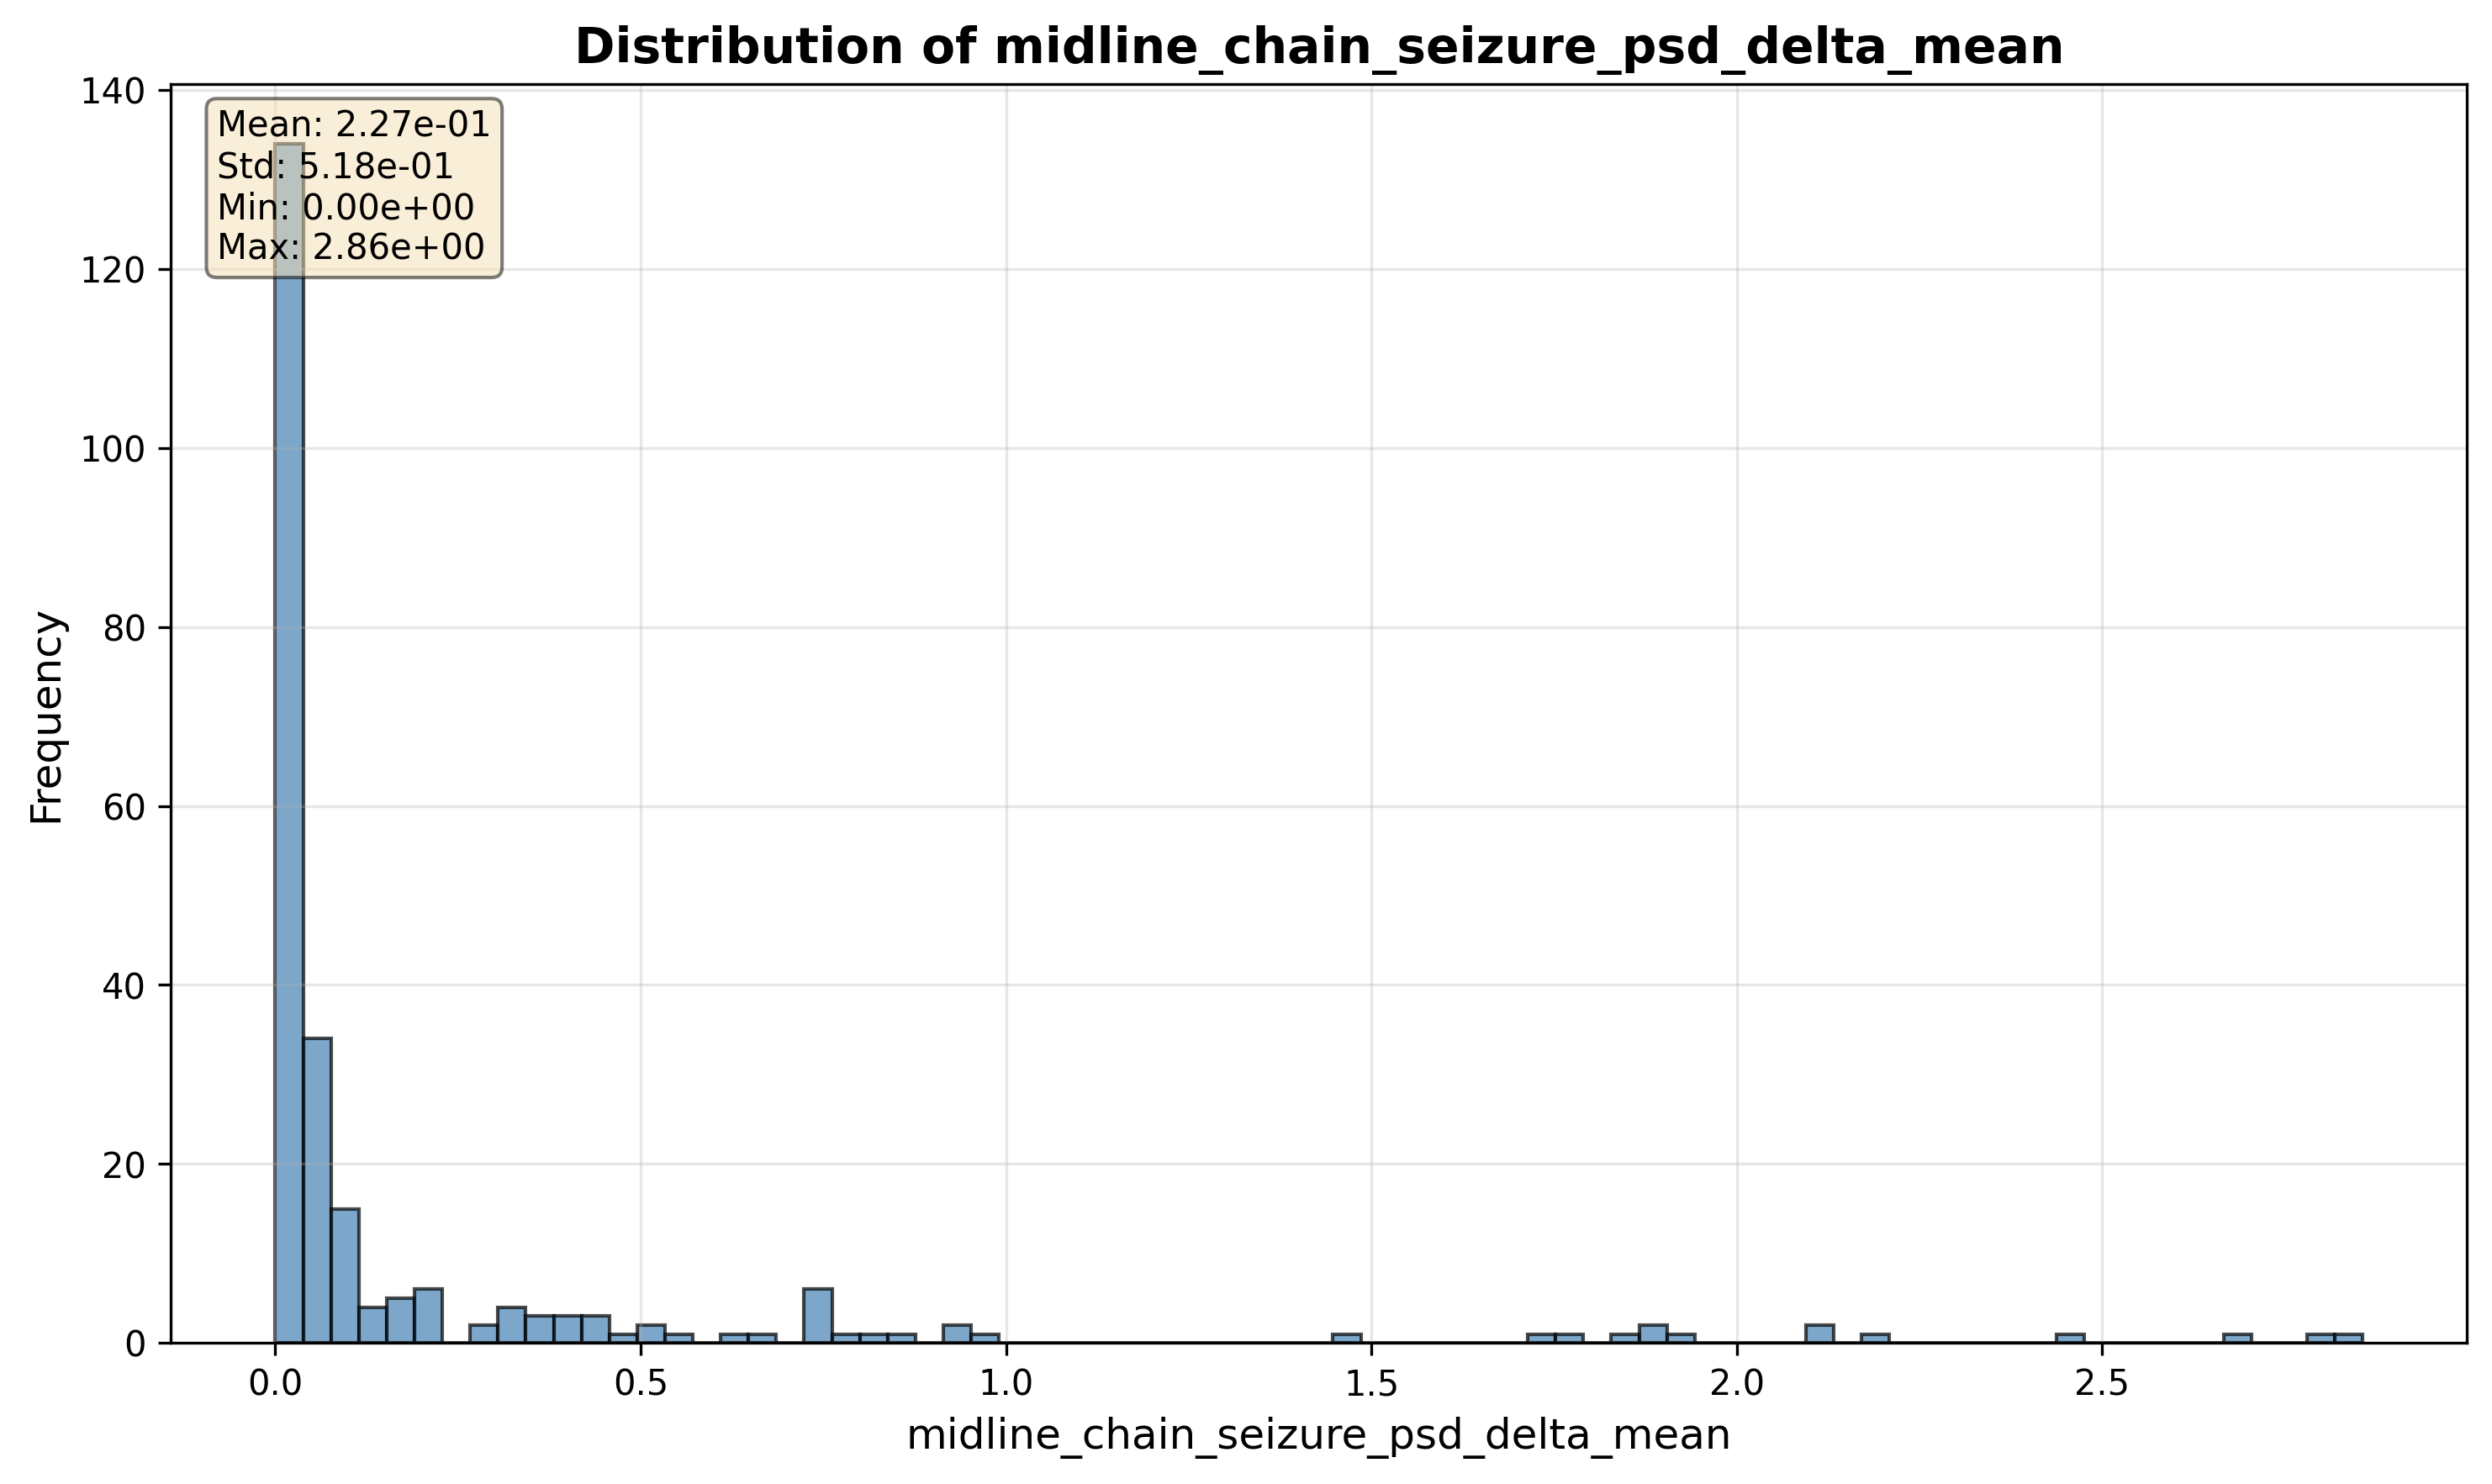 Distribution of midline_chain_seizure_psd_delta_mean
Mean: 2.27e-01
Std: 5.18e-01
Min: 0.00e+00
Max: 2.86e+00
140
120
100
80
60
40
20
0
Frequency
0.0 0.5 1.0 1.5 2.0 2.5
midline_chain_seizure_psd_delta_mean